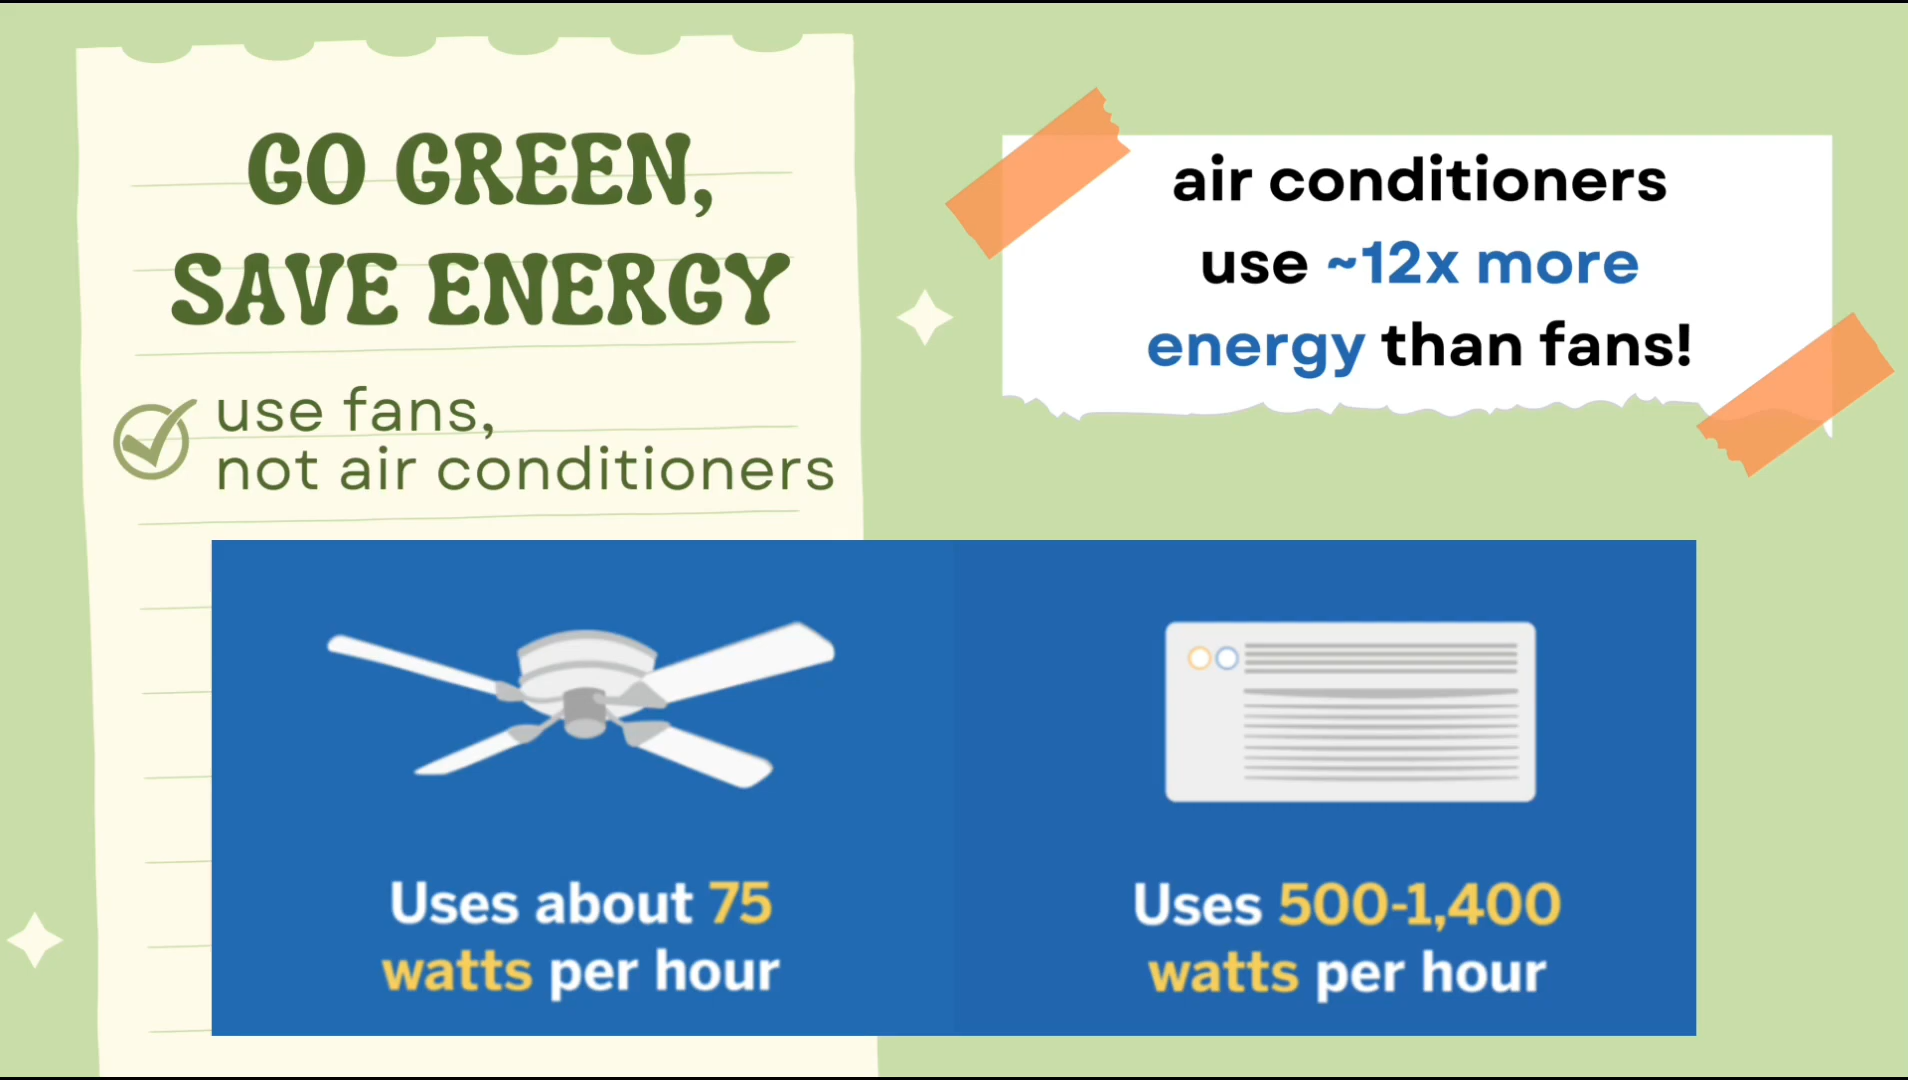 GO GREEN,
SAVE ENERGY
use fans,
not air conditioners
air conditioners
use ~12x more
energy than fans!
Uses about 75
watts per hour
Uses 500-1,400
watts per hour